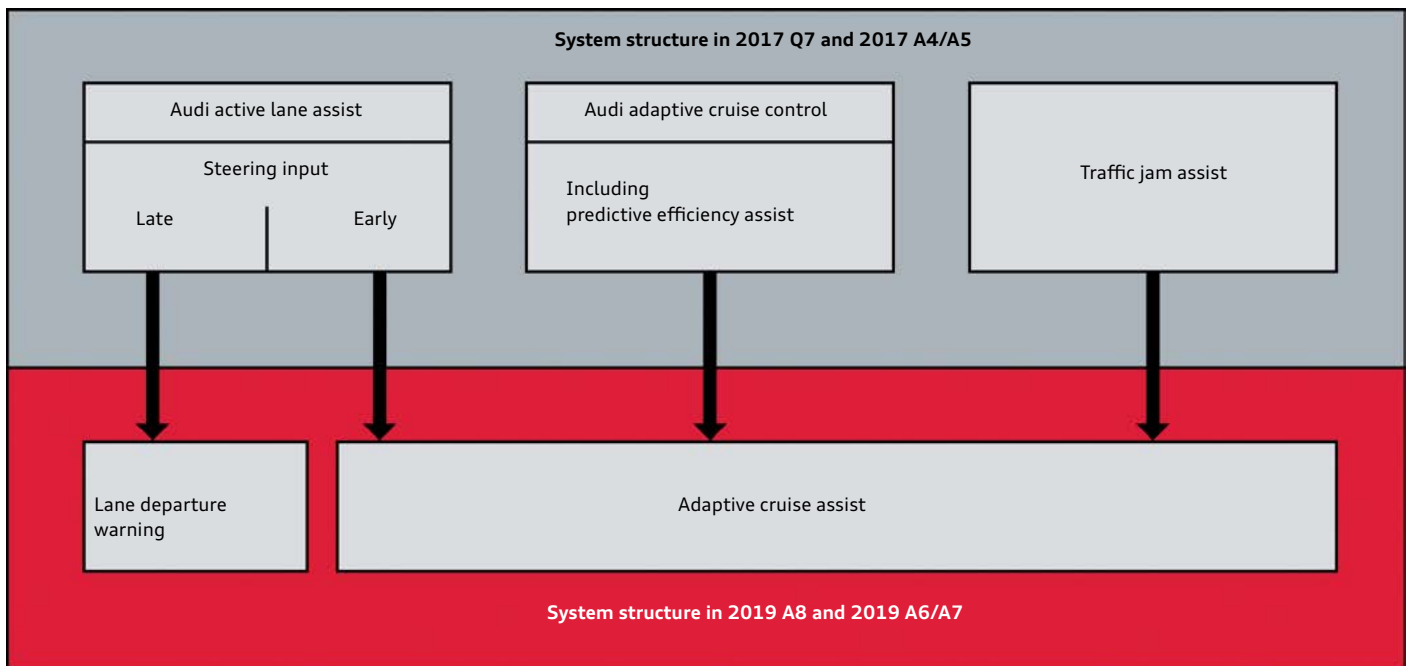 System structure in 2017 Q7 and 2017 A4/A5
Audi active lane assist
Steering input
Late
Early
Audi adaptive cruise control
Including
predictive efficiency assist
Traffic jam assist
Lane departure
warning
Adaptive cruise assist
System structure in 2019 A8 and 2019 A6/A7